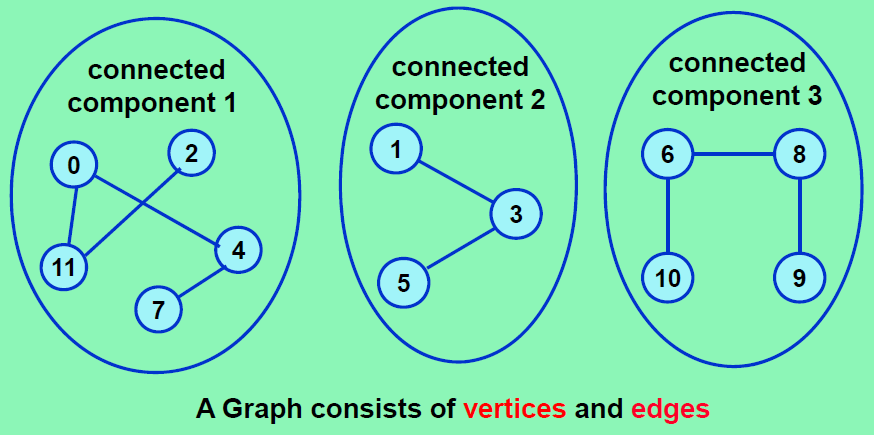 connected
component 1
0
2
11
4
7
connected
component 2
1
3
5
connected
component 3
6
8
10
9
A Graph consists of vertices and edges